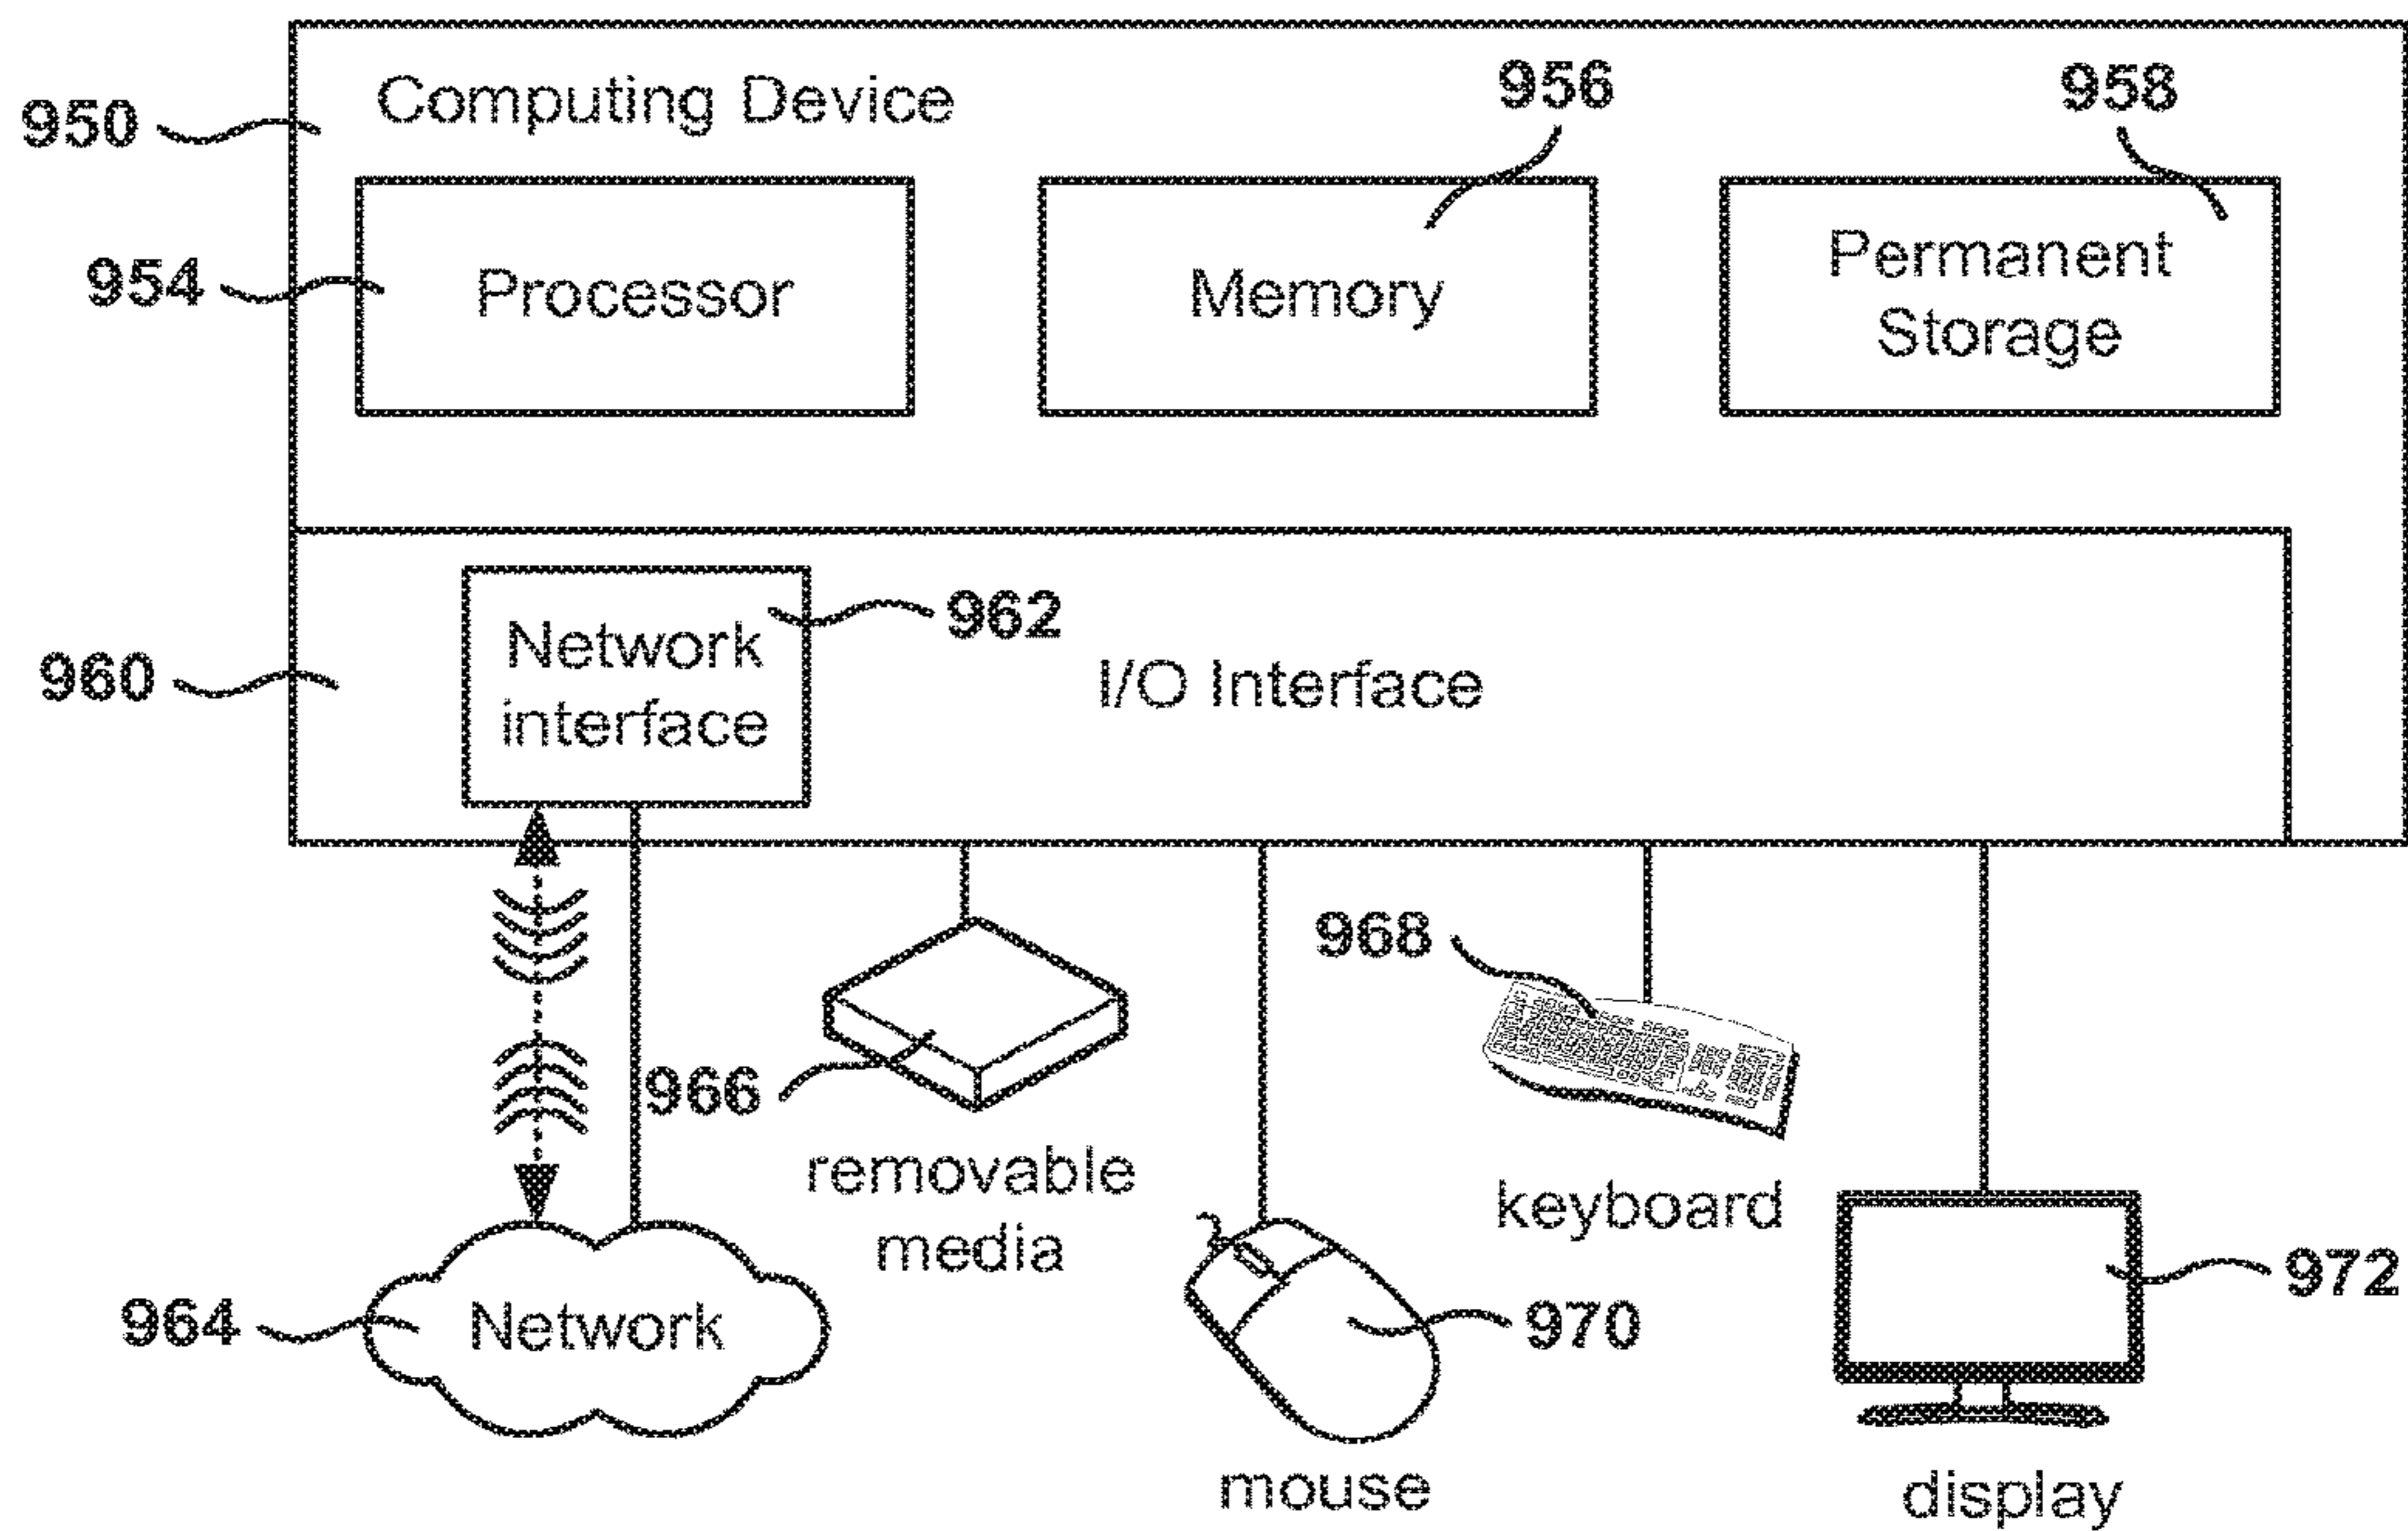 956
958
950
Computing Device
954
Processor
Memory
Permanent
Storage
962
Network
interface
960
I/O Interface
968
966
removable
media
keyboard
972
964
Network
970
mouse
display